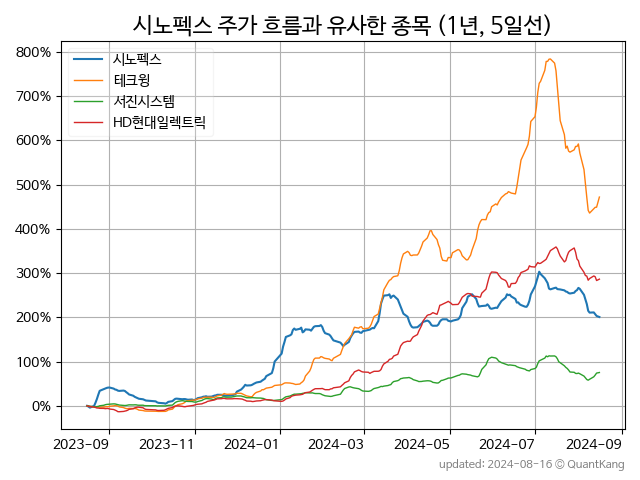 시노펙스 주가 흐름과 유사한 종목 (1년, 5일선)
시노펙스
테크윙
서진시스템
HD현대일렉트릭
800%
700%
600%
500%
400%
300%
200%
100%
0%
2023-09 2023-11 2024-01 2024-03 2024-05 2024-07 2024-09
updated: 2024-08-16 © QuantKang